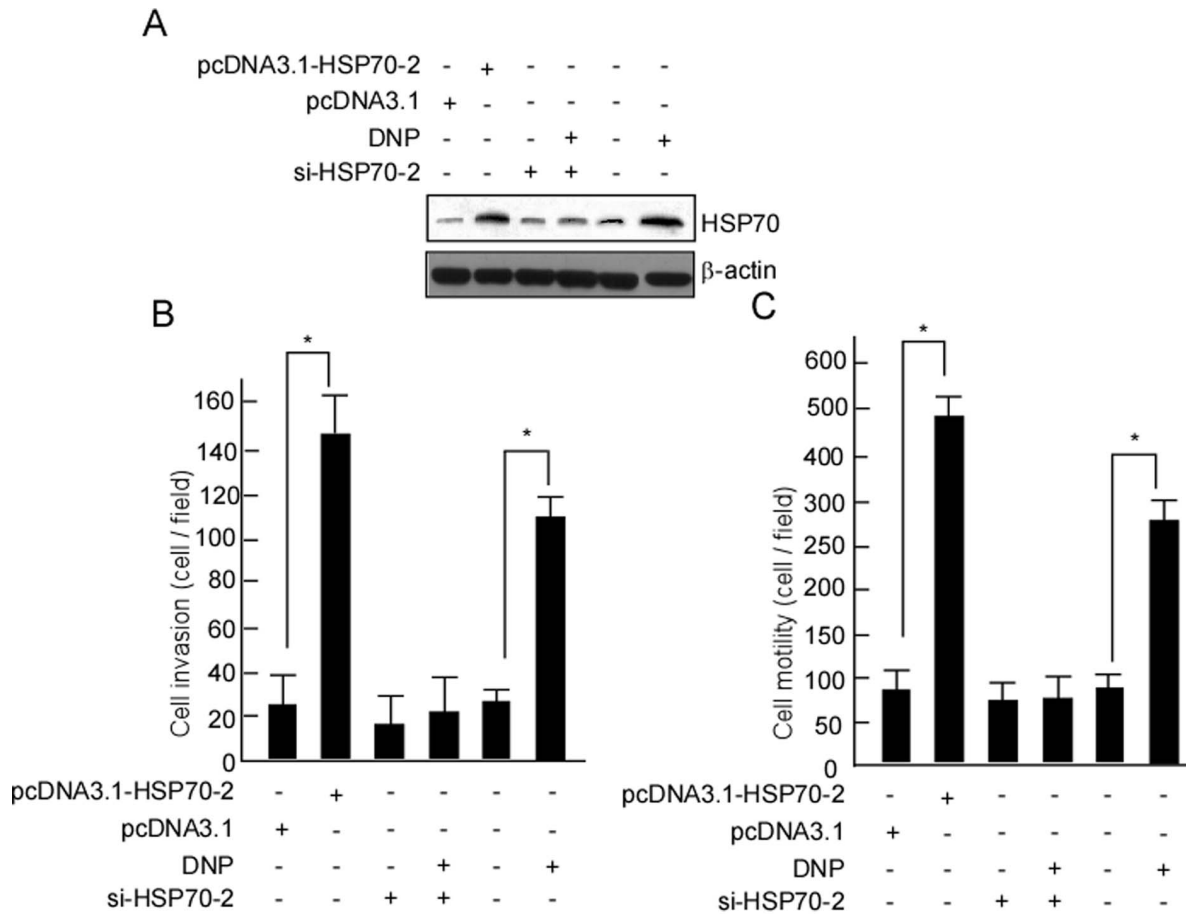 A
pcDNA3.1-HSP70-2 - + - - - -
pcDNA3.1 + - - - - -
DNP - - - + - +
si-HSP70-2 - - + + - -
HSP70
β-actin
B
*
*
Cell invasion (cell / field)
160
140
120
100
80
60
40
20
0
pcDNA3.1-HSP70-2 - + - - - -
pcDNA3.1 + - - - - -
DNP - - - + - +
si-HSP70-2 - - + + - -
C
*
*
Cell motility (cell / field)
600
500
400
300
250
200
150
100
50
0
pcDNA3.1-HSP70-2 - + - - - -
pcDNA3.1 + - - - - -
DNP - - - + - +
si-HSP70-2 - - + + - -